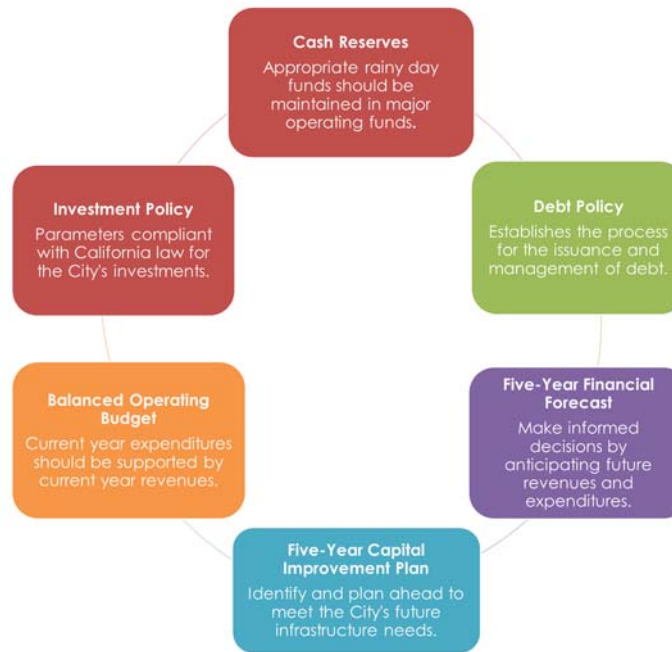 Cash Reserves
Appropriate rainy day
funds should be
maintained in major
operating funds.
Debt Policy
Establishes the process
for the issuance and
management of debt.
Five-Year Financial
Forecast
Make informed
decisions by
anticipating future
revenues and
expenditures.
Five-Year Capital
Improvement Plan
Identify and plan ahead to
meet the City's future
infrastructure needs.
Balanced Operating
Budget
Current year expenditures
should be supported by
current year revenues.
Investment Policy
Parameters compliant
with California law for
the City's investments.